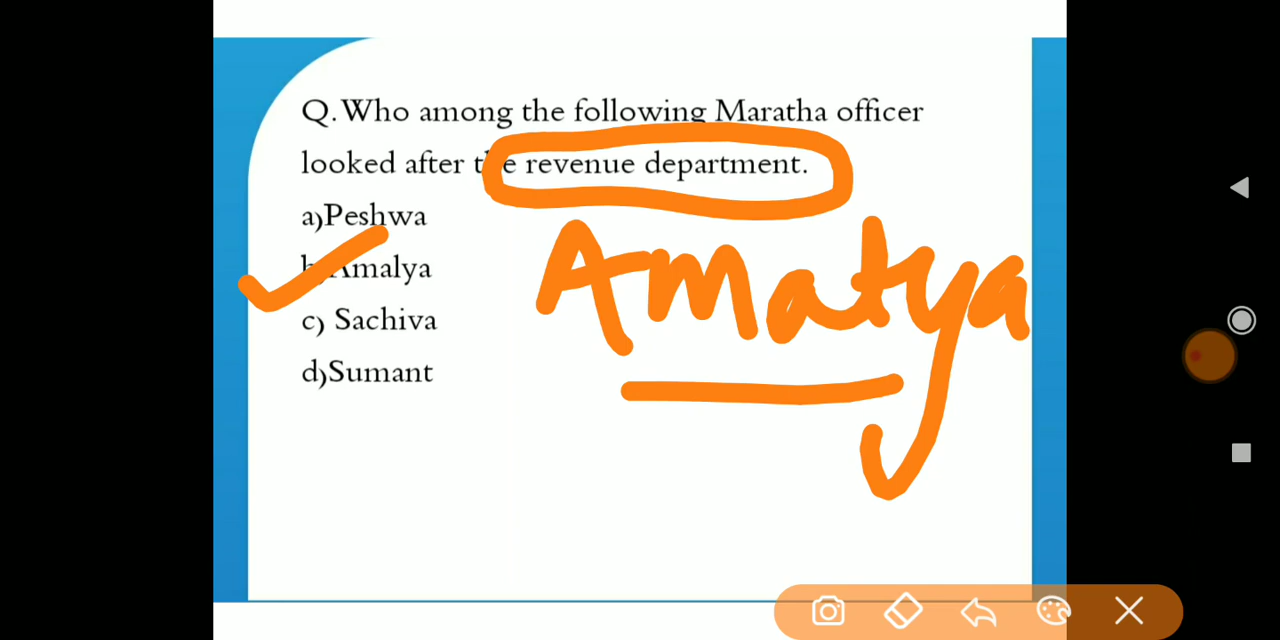 Q.Who among the following Maratha officer
looked after the revenue department.
a)Peshwa
b)Amalya
AMatya
c) Sachiva
d)Sumant